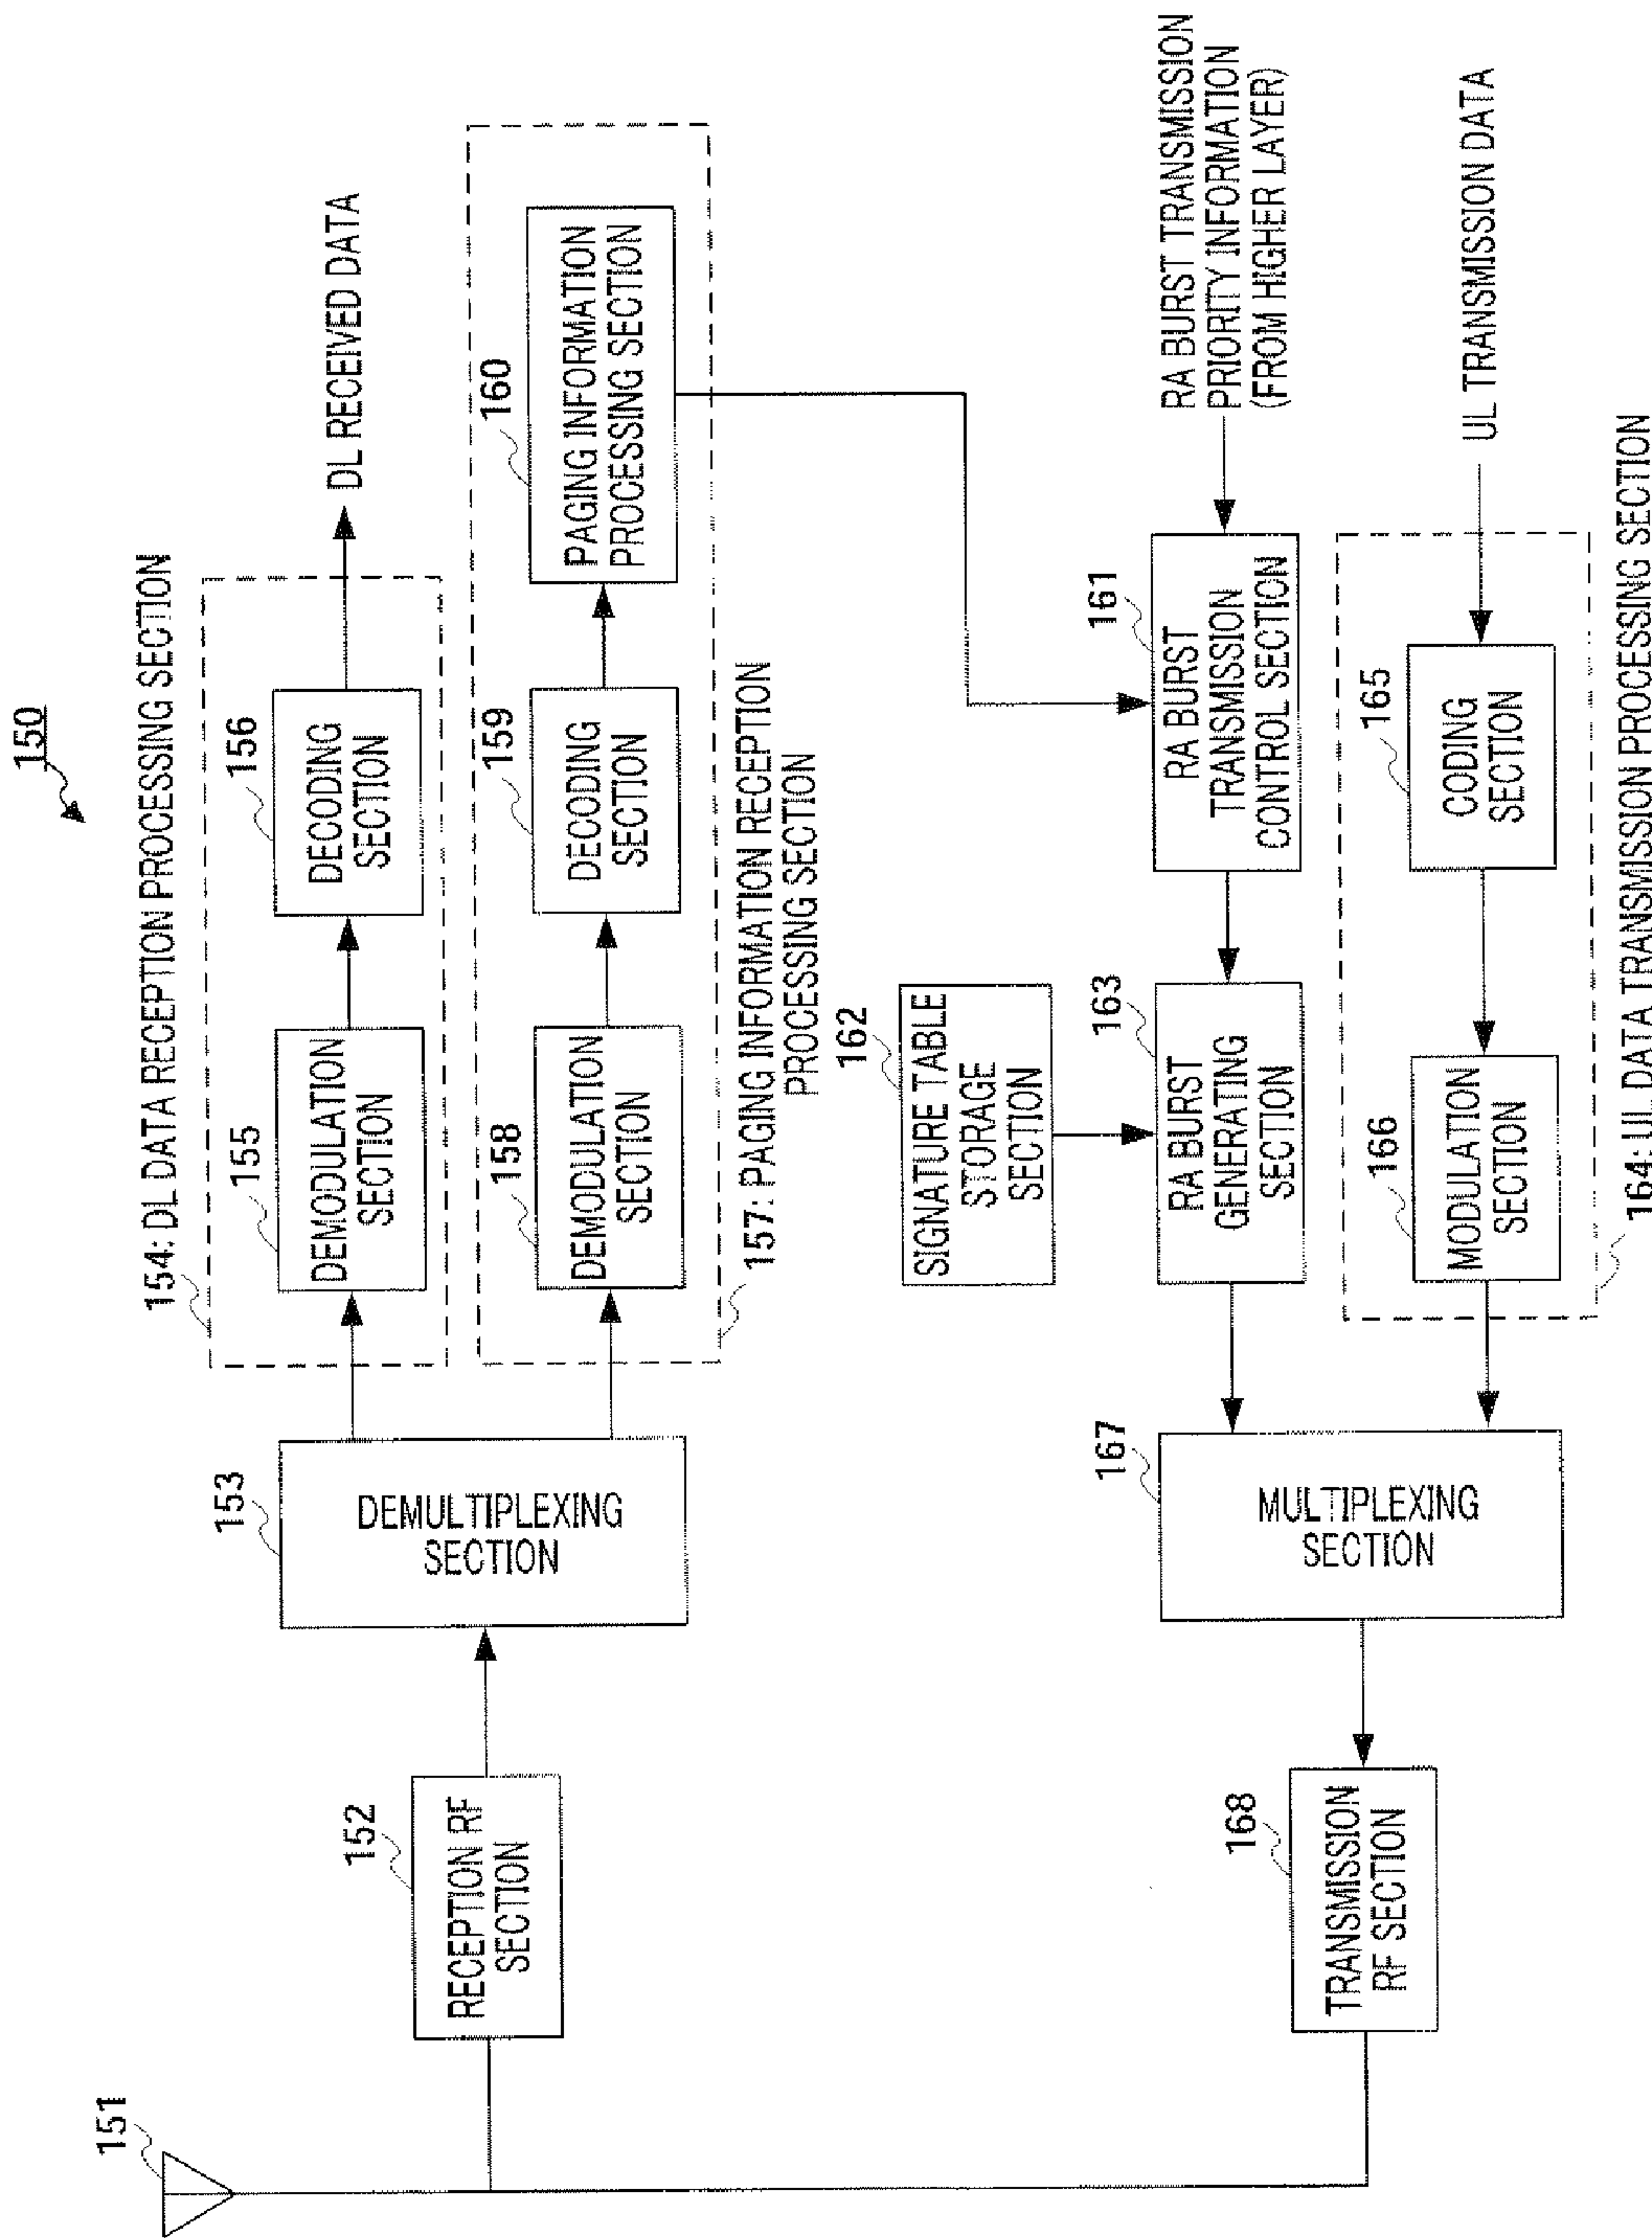 150
154: DL DATA RECEPTION PROCESSING SECTION
151
152
RECEPTION RF
SECTION
153
DEMULTIPLEXING
SECTION
155
DEMODULATION
SECTION
156
DECODING
SECTION
DL RECEIVED DATA
158
DEMODULATION
SECTION
159
DECODING
SECTION
160
PAGING INFORMATION
PROCESSING SECTION
157: PAGING INFORMATION RECEPTION
PROCESSING SECTION
162
SIGNATURE TABLE
STORAGE
SECTION
161
RA BURST
TRANSMISSION
CONTROL SECTION
RA BURST TRANSMISSION
PRIORITY INFORMATION
(FROM HIGHER LAYER)
163
RA BURST
GENERATING
SECTION
167
MULTIPLEXING
SECTION
168
TRANSMISSION
RF SECTION
166
MODULATION
SECTION
165
CODING
SECTION
UL TRANSMISSION DATA
164: UL DATA TRANSMISSION PROCESSING SECTION